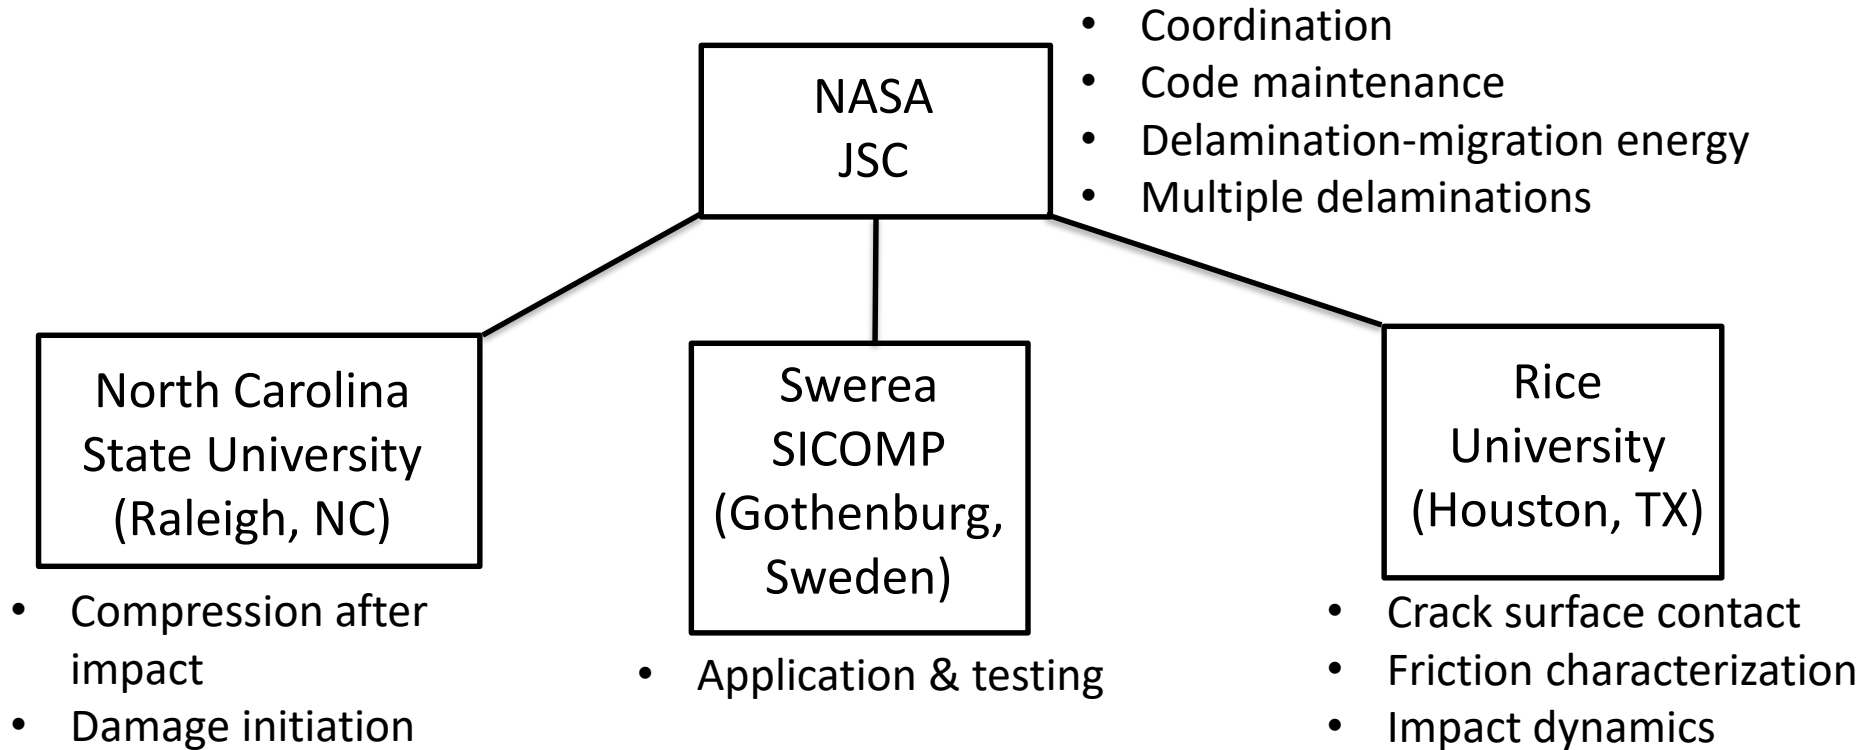 NASA
JSC
• Coordination
• Code maintenance
• Delamination-migration energy
• Multiple delaminations
North Carolina
State University
(Raleigh, NC)
• Compression after
impact
• Damage initiation
Swerea
SICOMP
(Gothenburg,
Sweden)
• Application & testing
Rice
University
(Houston, TX)
• Crack surface contact
• Friction characterization
• Impact dynamics